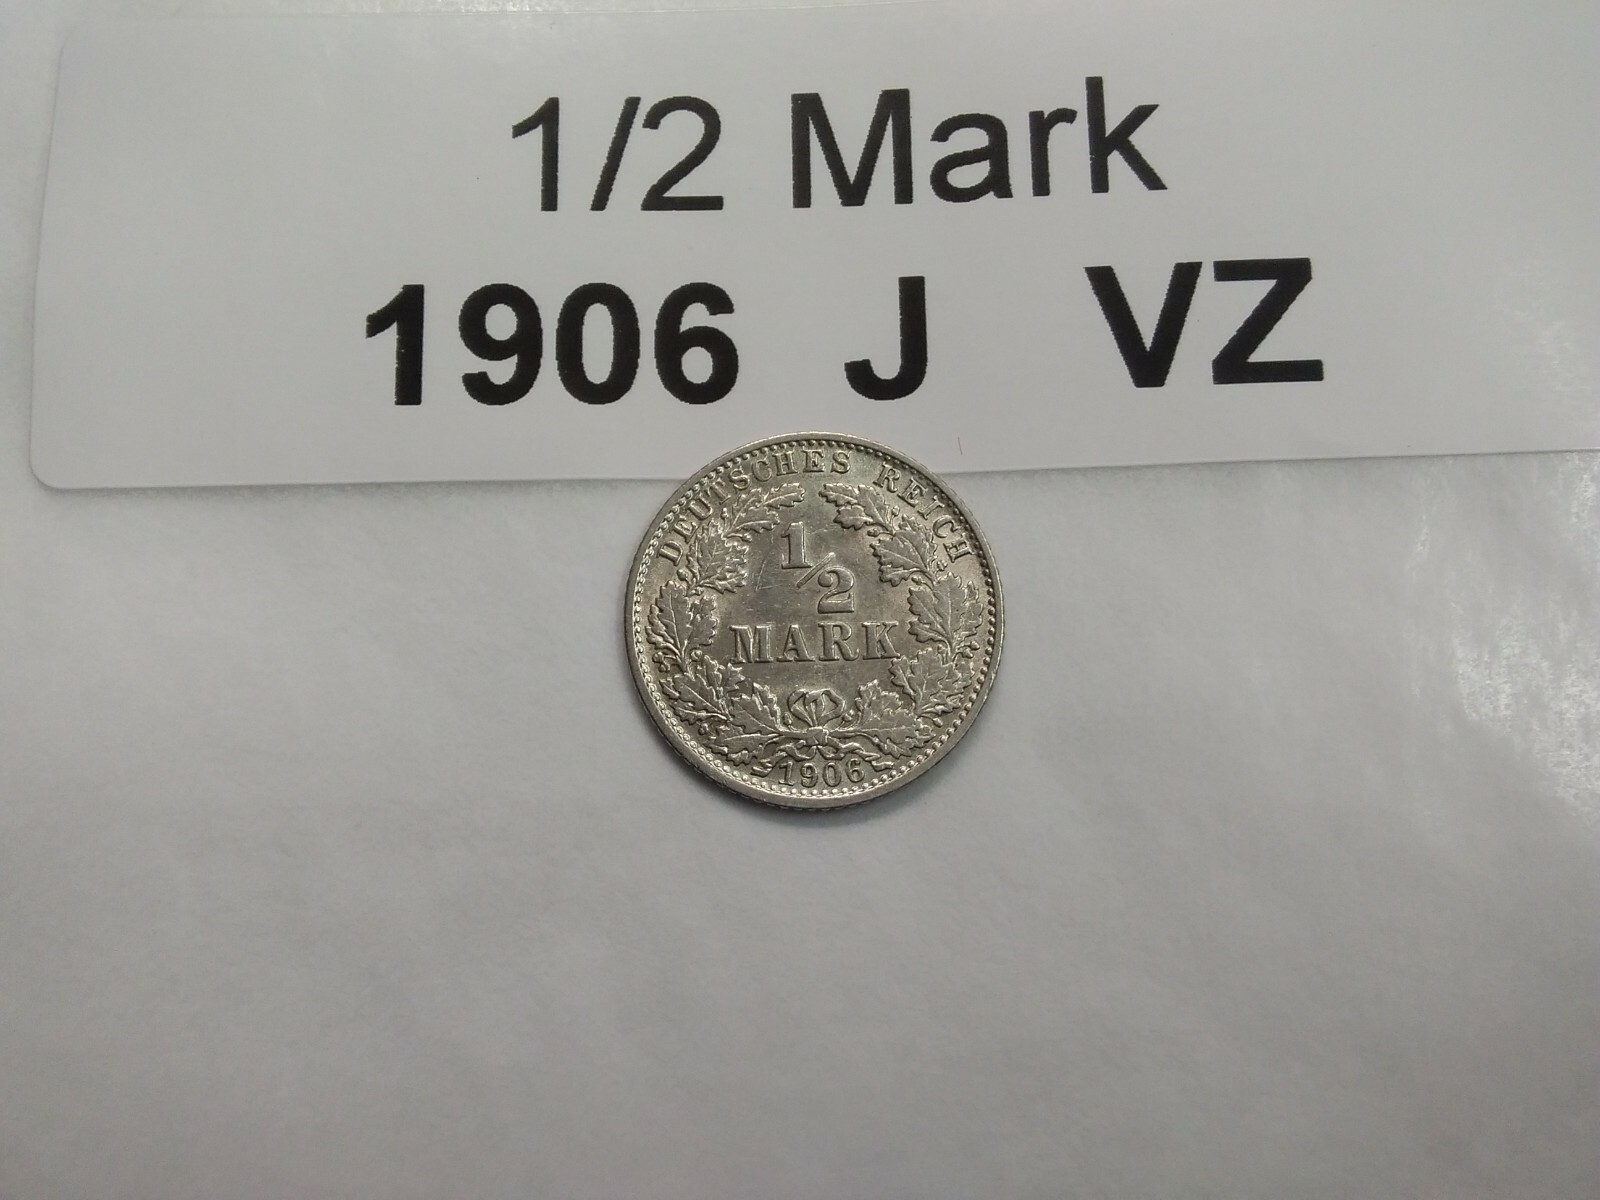 1/2 Mark
1906 J VZ
DEUTSCHES REICH
1/2
MARK
1906